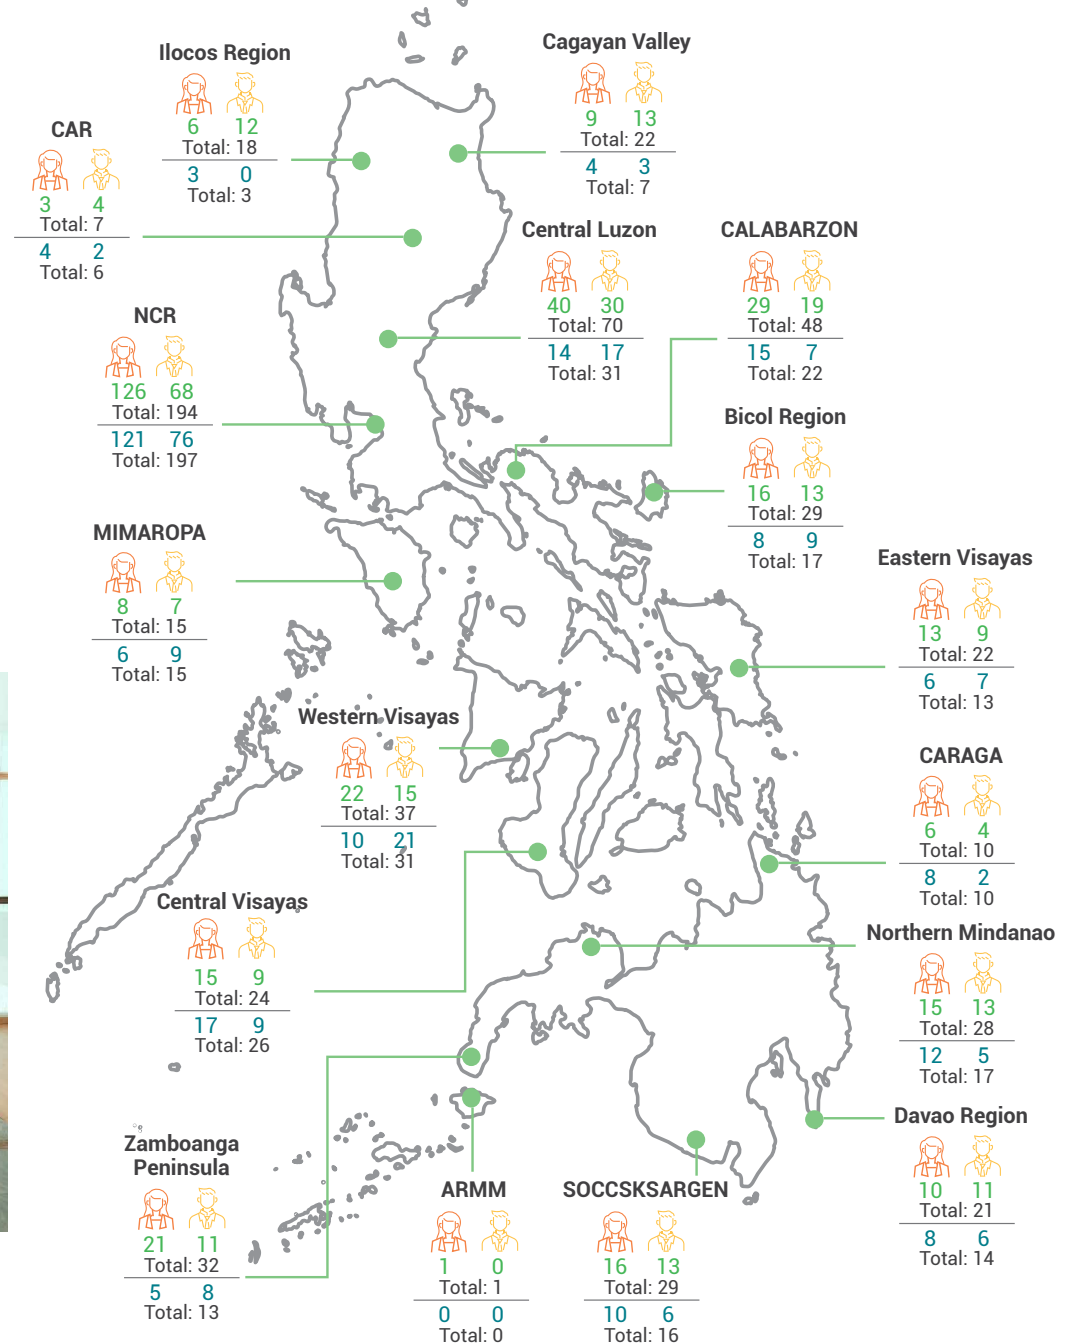 Ilocos Region
6 12
Total: 18
3 0
Total: 3
Cagayan Valley
9 13
Total: 22
4 3
Total: 7
CAR
3 4
Total: 7
4 2
Total: 6
Central Luzon
40 30
Total: 70
14 17
Total: 31
CALABARZON
29 19
Total: 48
15 7
Total: 22
NCR
126 68
Total: 194
121 76
Total: 197
Bicol Region
16 13
Total: 29
8 9
Total: 17
MIMAROPA
8 7
Total: 15
6 9
Total: 15
Eastern Visayas
13 9
Total: 22
6 7
Total: 13
Western Visayas
22 15
Total: 37
10 21
Total: 31
CARAGA
6 4
Total: 10
8 2
Total: 10
Central Visayas
15 9
Total: 24
17 9
Total: 26
Northern Mindanao
15 13
Total: 28
12 5
Total: 17
Davao Region
10 11
Total: 21
8 6
Total: 14
Zamboanga
Peninsula
21 11
Total: 32
5 8
Total: 13
ARMM
1 0
Total: 1
0 0
Total: 0
SOCCSKSARGEN
16 13
Total: 29
10 6
Total: 16